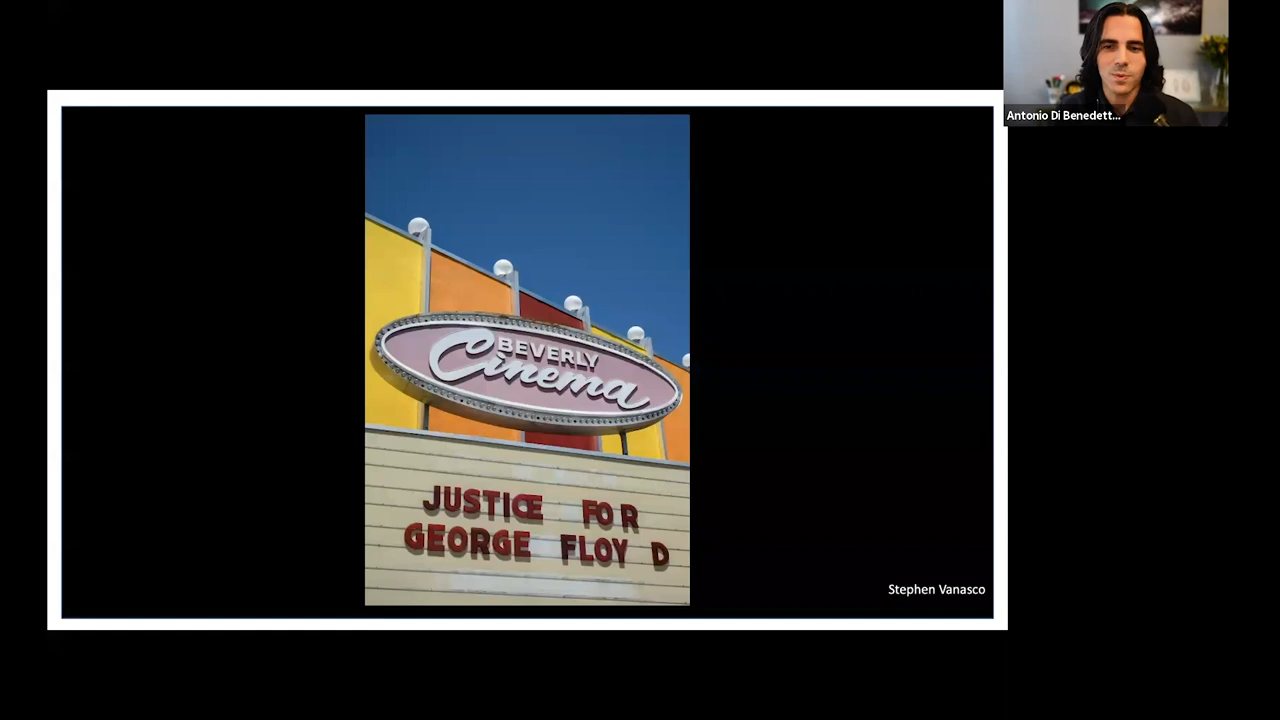 Antonio Di Benedett...
BEVERLY
Cinema
JUSTICE FOR
GEORGE FLOY D
Stephen Vanasco